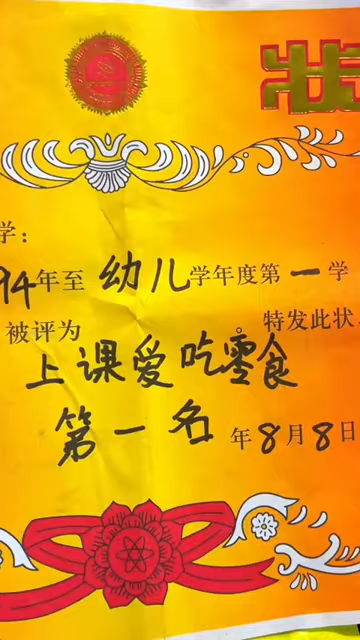 状
学：
94年至幼儿学年度第一学
被评为
特发此状。
上课爱吃零食
第一名
年8月8日